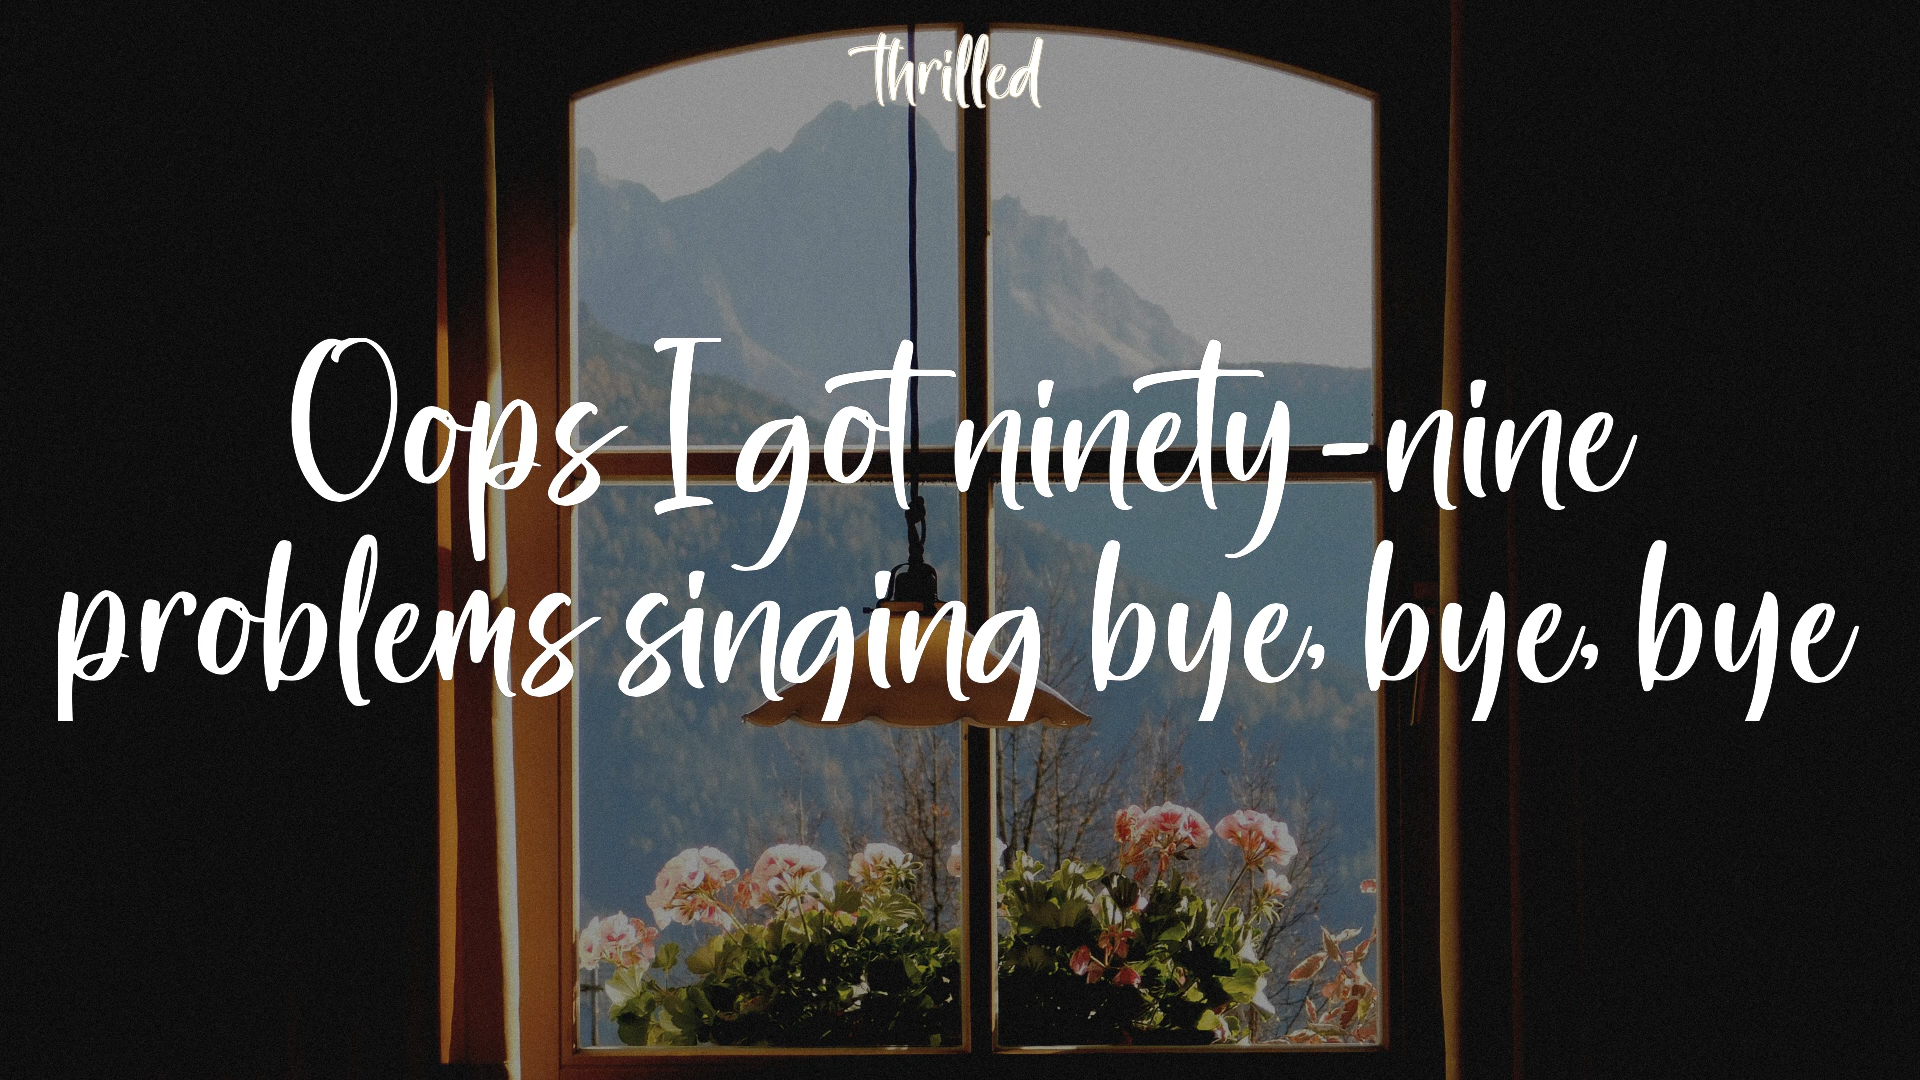 thrilled
Oops I got ninety-nine
problems singing bye, bye, bye